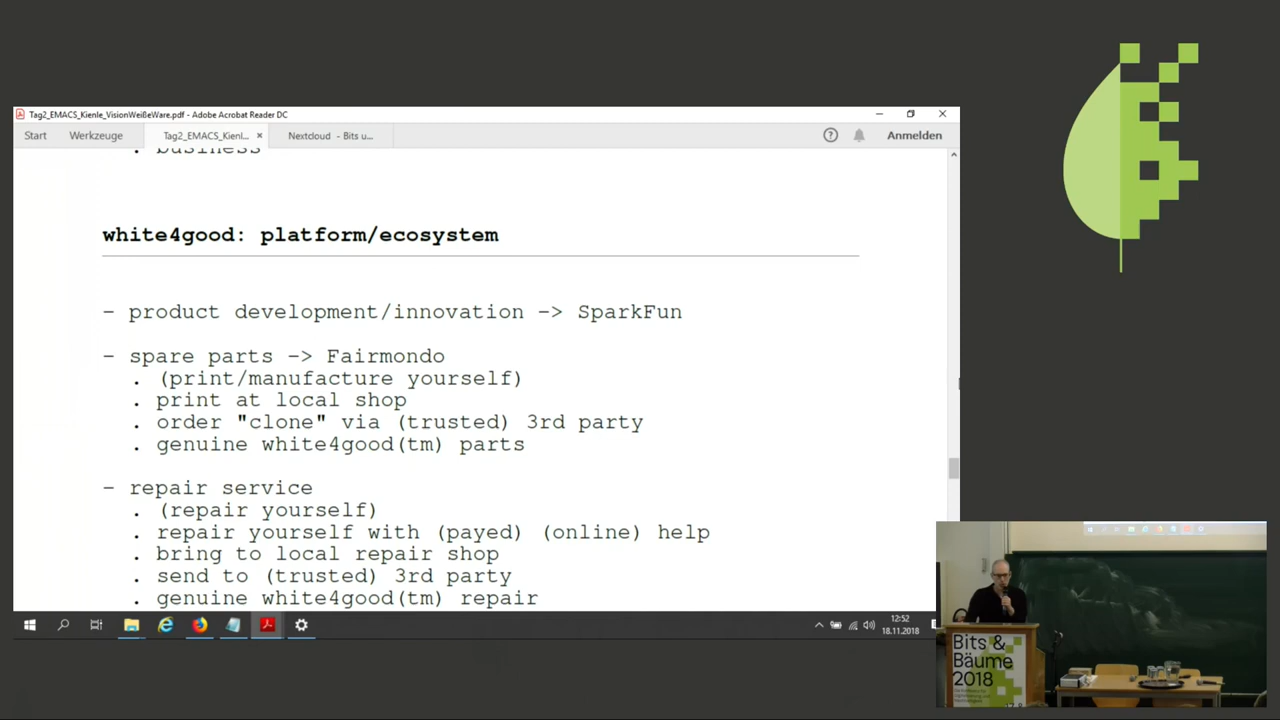 Tag2_EMACS_Kienle_VisionWeißeWare.pdf - Adobe Acrobat Reader DC
Start Werkzeuge Tag2_EMACS_Kienl... × Nextcloud - Bits u... Anmelden
. business
white4good: platform/ecosystem
- product development/innovation -> SparkFun
- spare parts -> Fairmondo
. (print/manufacture yourself)
. print at local shop
. order "clone" via (trusted) 3rd party
. genuine white4good(tm) parts
- repair service
. (repair yourself)
. repair yourself with (payed) (online) help
. bring to local repair shop
. send to (trusted) 3rd party
. genuine white4good(tm) repair
12:52
18.11.2018
Bits &
Bäume
2018